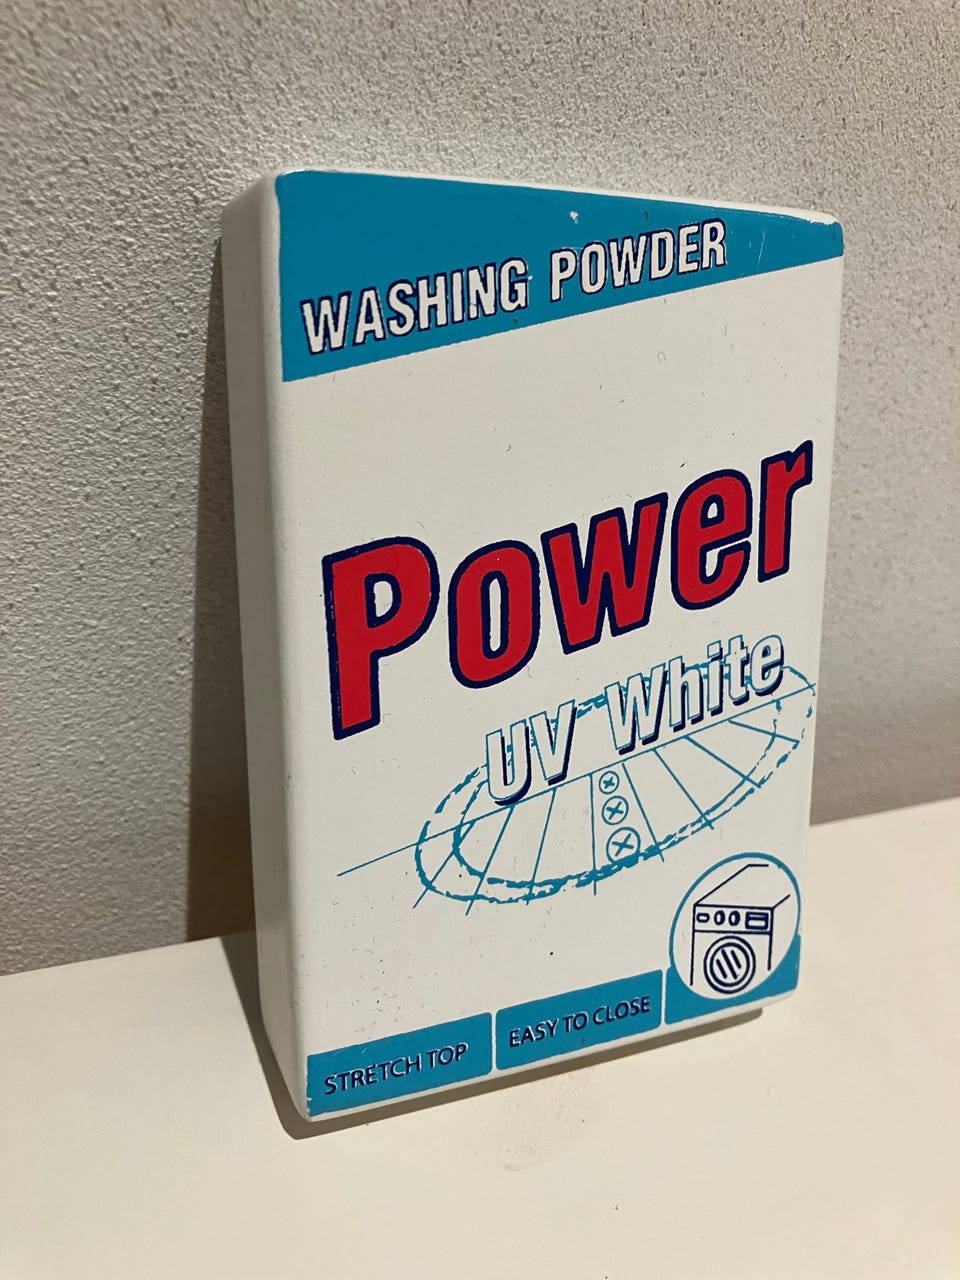 WASHING POWDER
Power
UV White
STRETCH TOP
EASY TO CLOSE